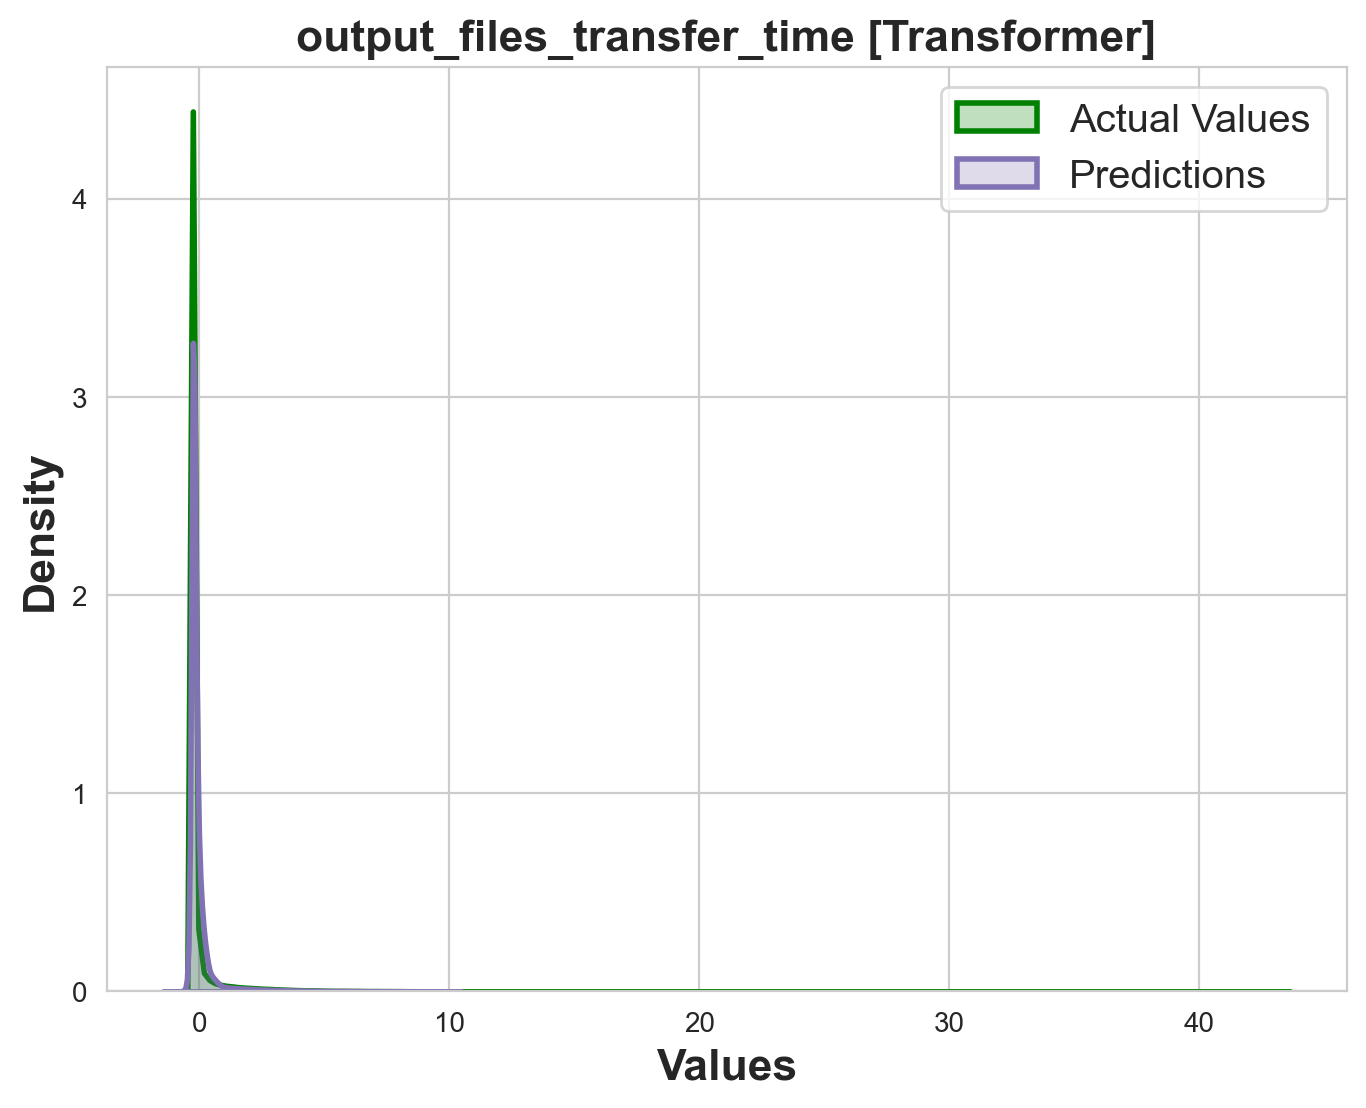 output_files_transfer_time [Transformer]
Actual Values
Predictions
4
3
2
1
0
Density
0 10 20 30 40
Values